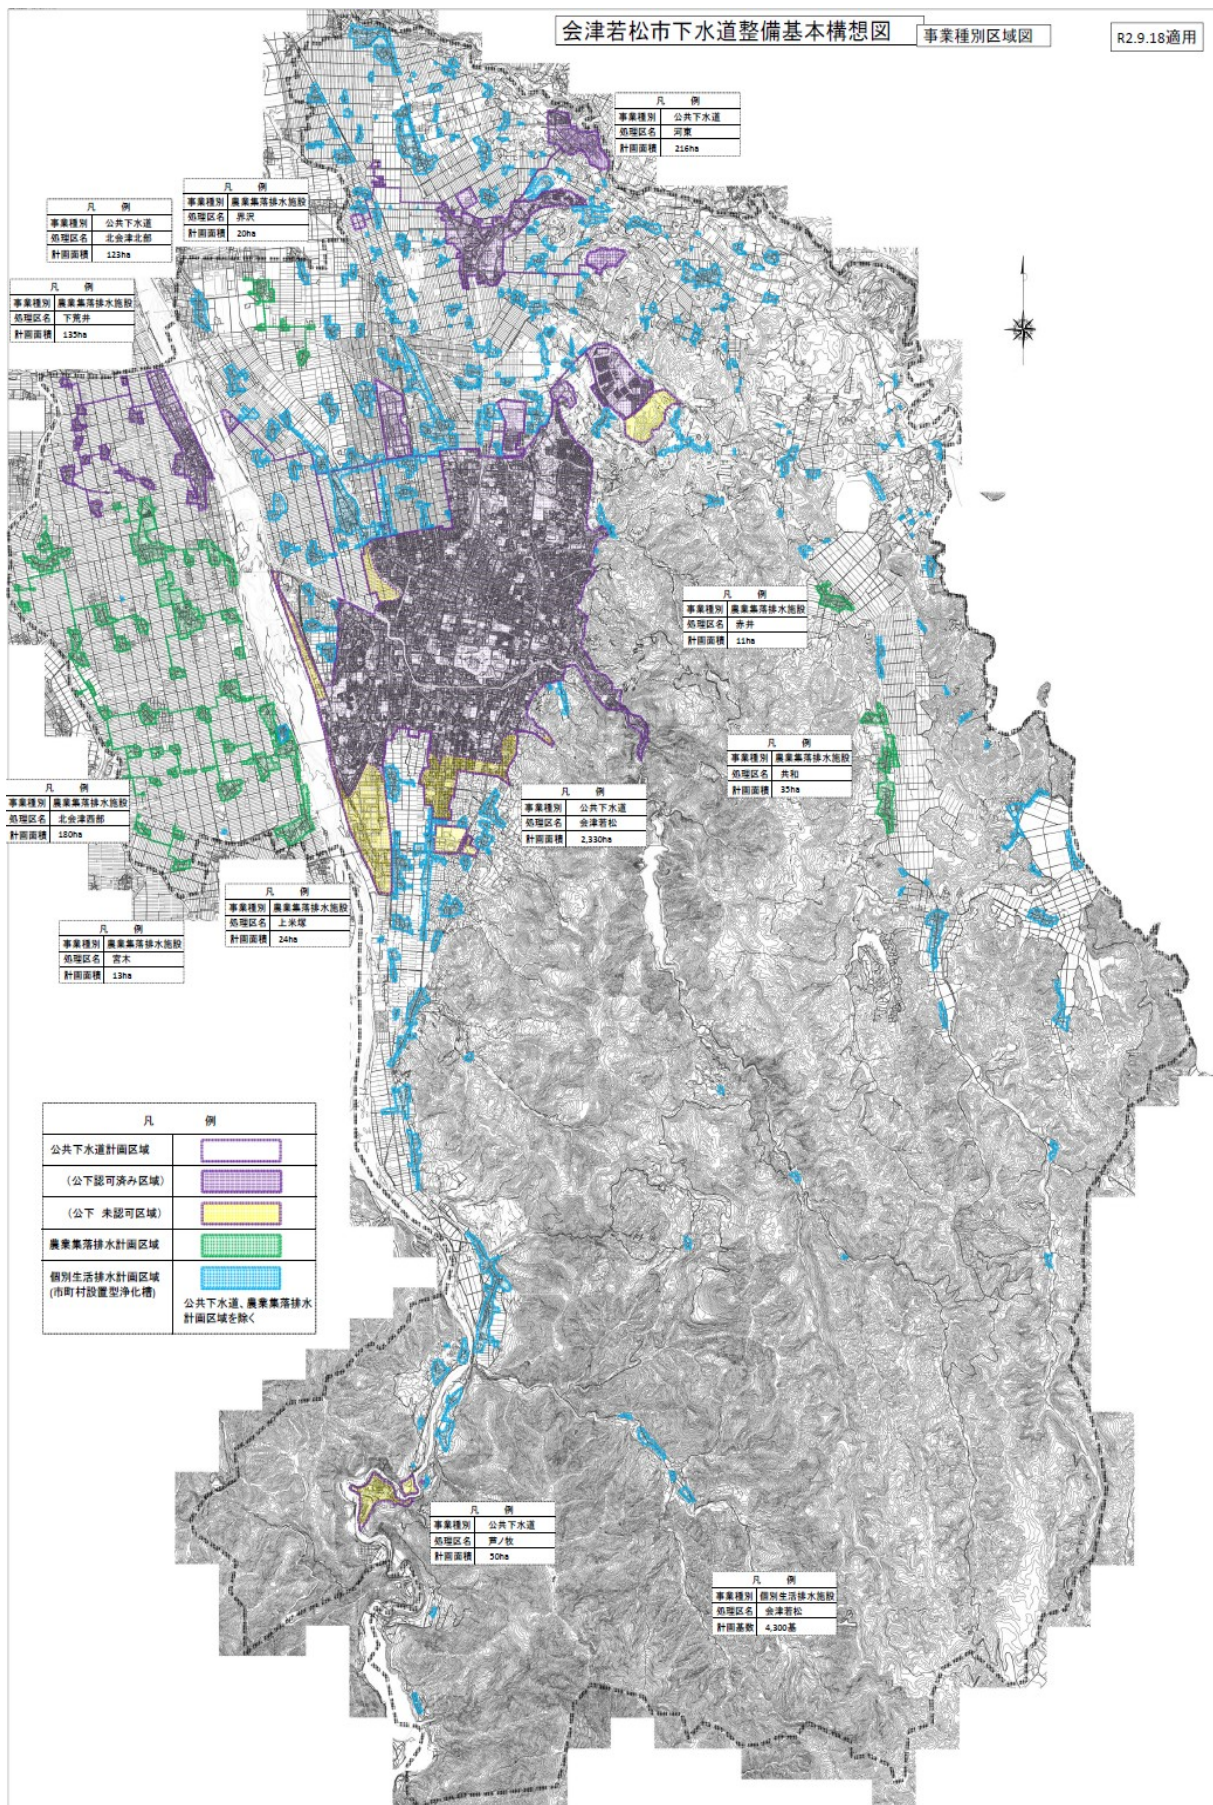 会津若松市下水道整備基本構想図
事業種別区域図
R2.9.18適用
凡 例
事業種別 公共下水道
処理区名 河東
計画面積 216ha
凡 例
事業種別 農業集落排水施設
処理区名 界沢
計画面積 20ha
凡 例
事業種別 公共下水道
処理区名 北会津北部
計画面積 123ha
凡 例
事業種別 農業集落排水施設
処理区名 下荒井
計画面積 135ha
凡 例
事業種別 農業集落排水施設
処理区名 赤井
計画面積 11ha
凡 例
事業種別 農業集落排水施設
処理区名 共和
計画面積 35ha
凡 例
事業種別 農業集落排水施設
処理区名 北会津西部
計画面積 180ha
凡 例
事業種別 公共下水道
処理区名 会津若松
計画面積 2,330ha
凡 例
事業種別 農業集落排水施設
処理区名 上米塚
計画面積 24ha
凡 例
事業種別 農業集落排水施設
処理区名 宮木
計画面積 13ha
凡 例
公共下水道計画区域
(公下認可済み区域)
(公下 未認可区域)
農業集落排水計画区域
個別生活排水計画区域
(市町村設置型浄化槽)
公共下水道、農業集落排水
計画区域を除く
凡 例
事業種別 公共下水道
処理区名 芦ノ牧
計画面積 50ha
凡 例
事業種別 個別生活排水施設
処理区名 会津若松
計画基数 4,300基